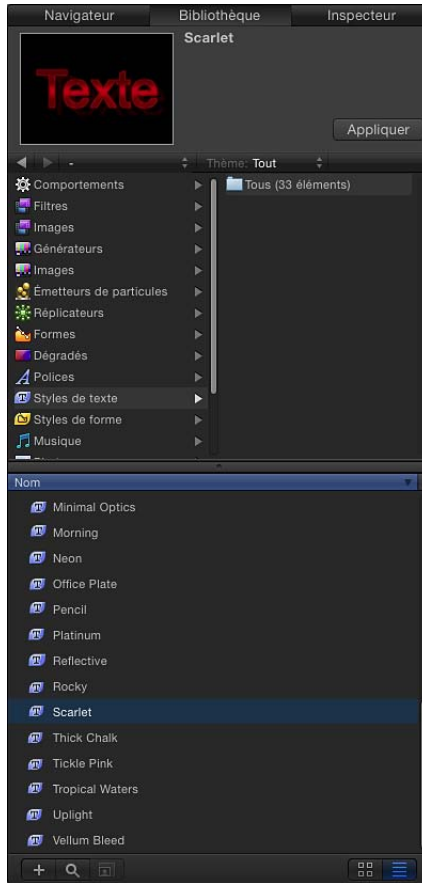 Navigateur Bibliothèque Inspecteur
Scarlet
Texte
Appliquer
- Thème: Tout
Comportements
Tous (33 éléments)
Filtres
Images
Générateurs
Images
Émetteurs de particules
Réplicateurs
Formes
Dégradés
Polices
Styles de texte
Styles de forme
Musique
Nom
Minimal Optics
Morning
Neon
Office Plate
Pencil
Platinum
Reflective
Rocky
Scarlet
Thick Chalk
Tickle Pink
Tropical Waters
Uplight
Vellum Bleed